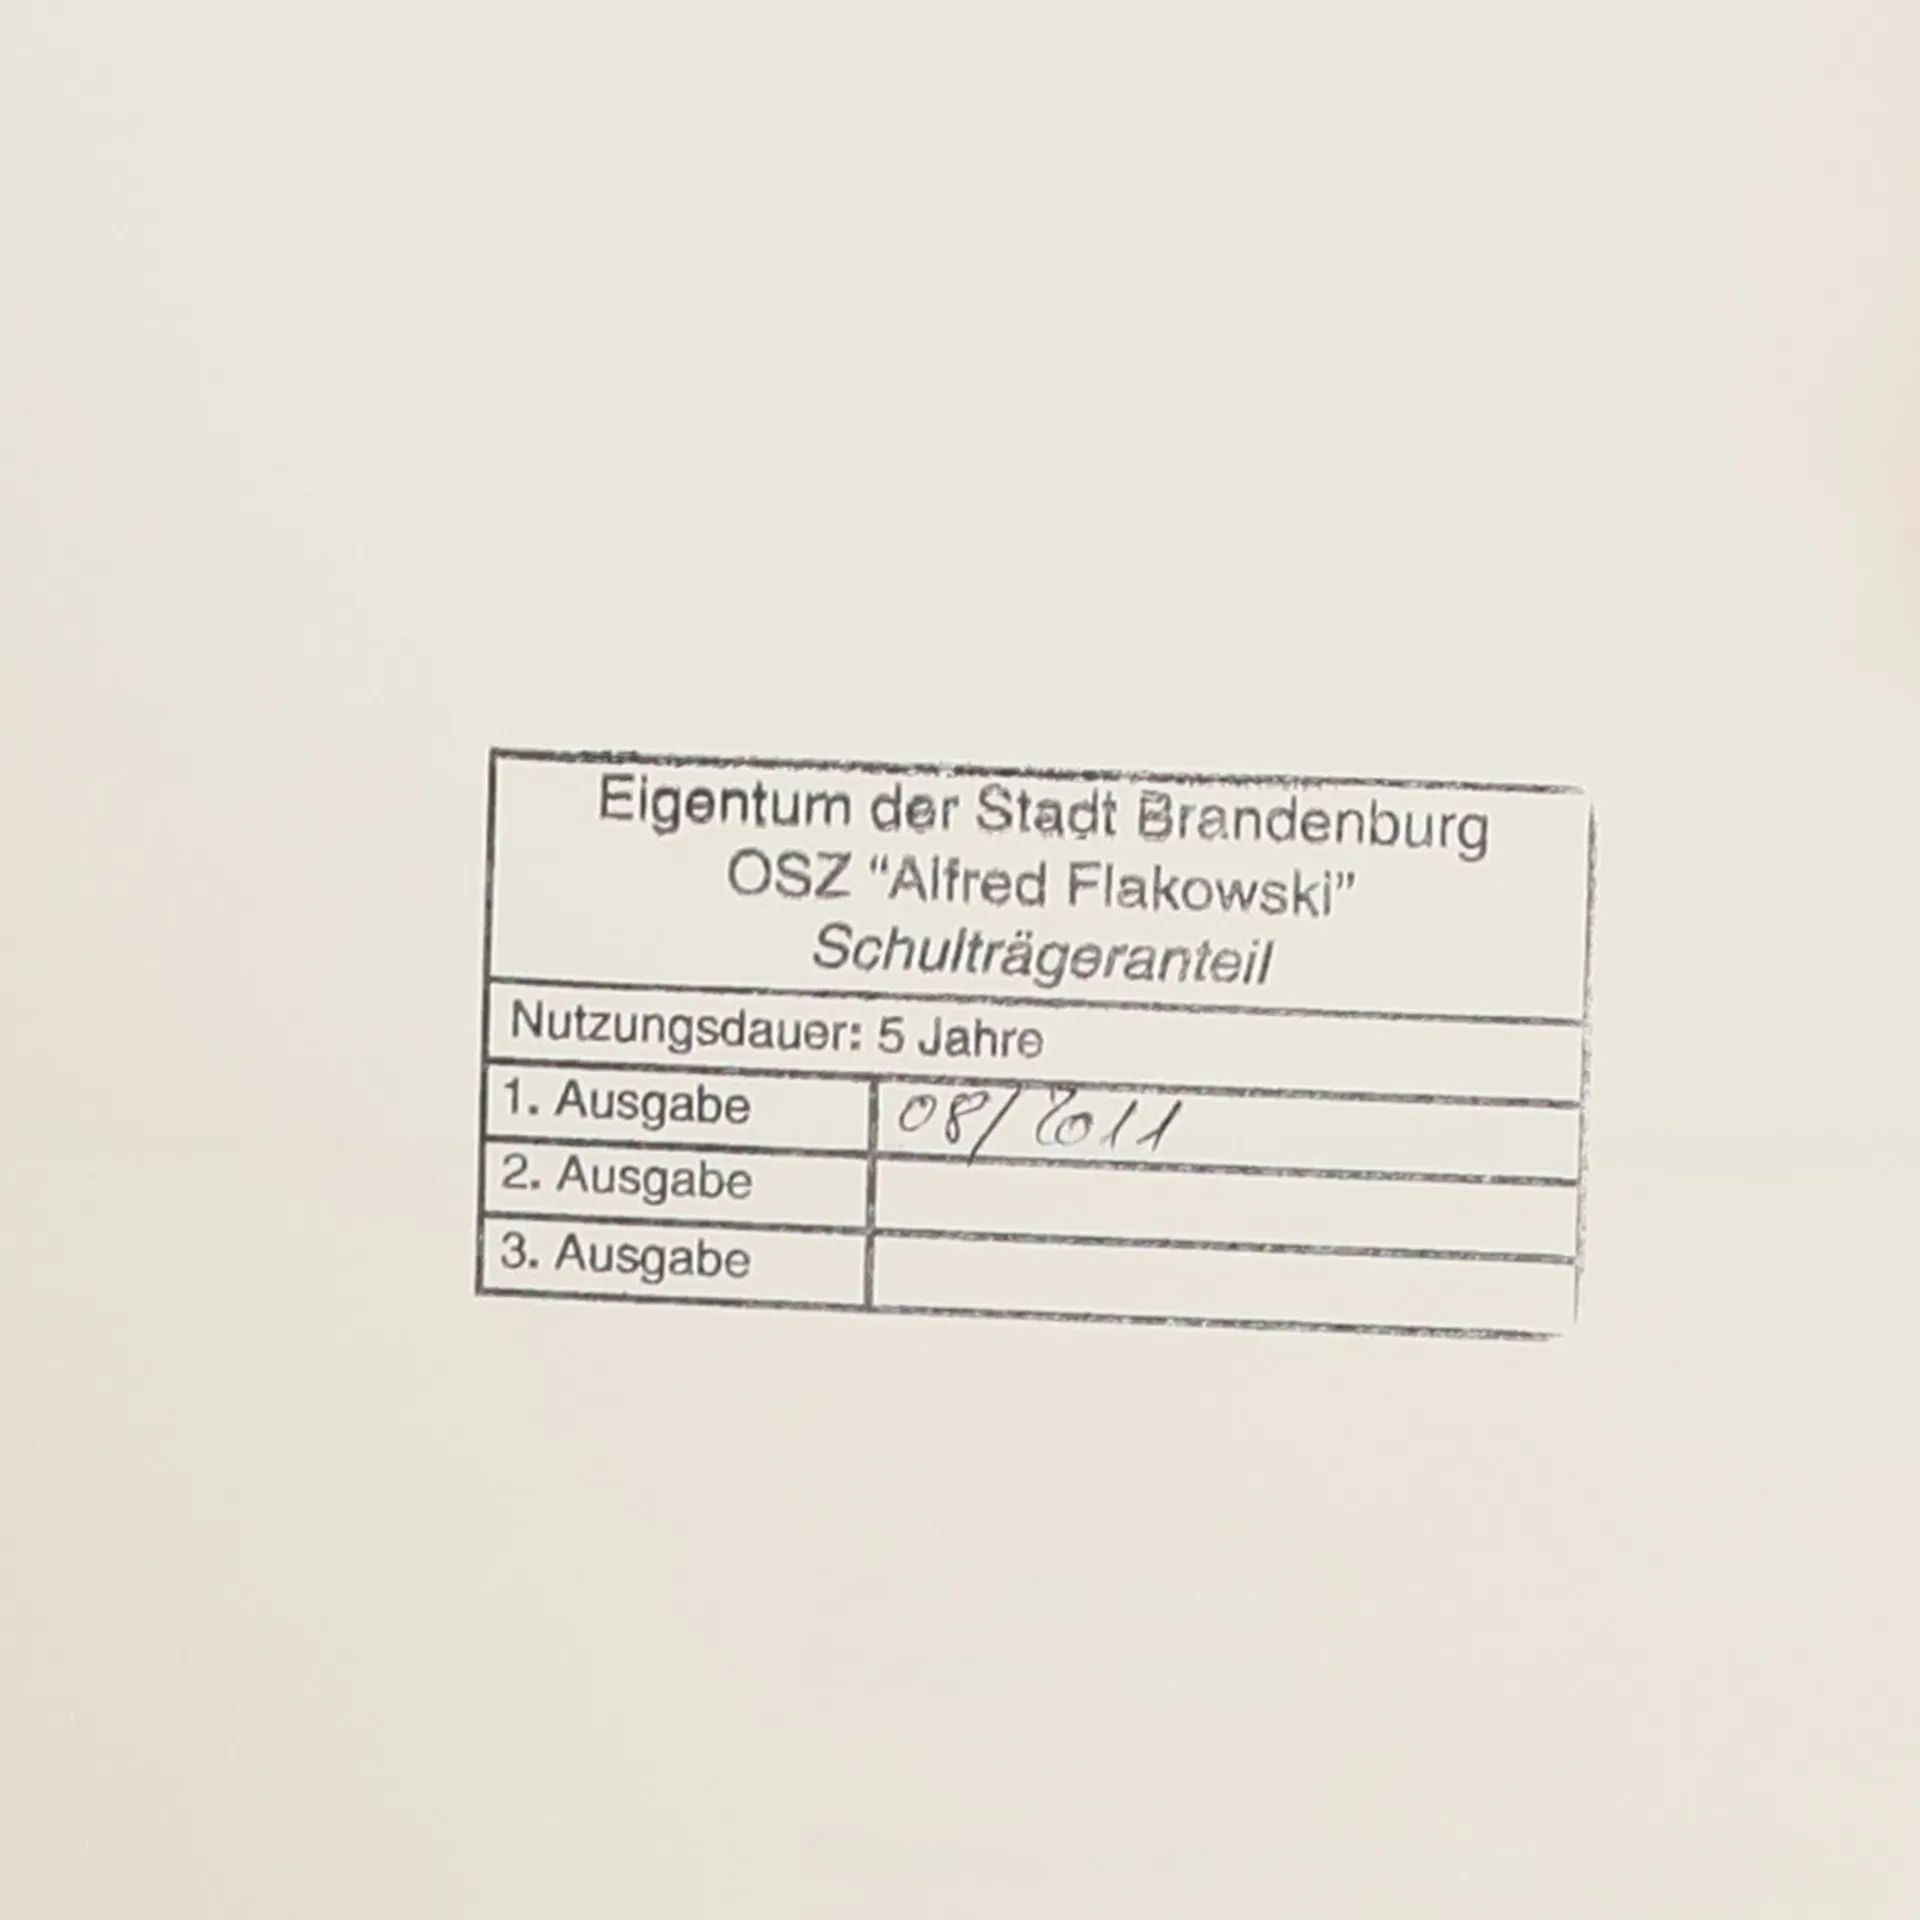 Eigentum der Stadt Brandenburg
OSZ “Alfred Flakowski”
Schulträgeranteil
Nutzungsdauer: 5 Jahre
1. Ausgabe 08/2011
2. Ausgabe
3. Ausgabe